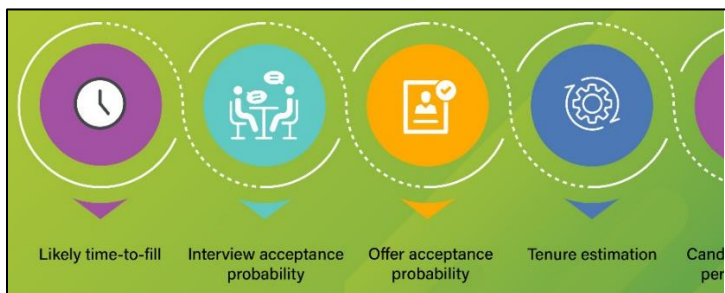 Likely time-to-fill
Interview acceptance
probability
Offer acceptance
probability
Tenure estimation